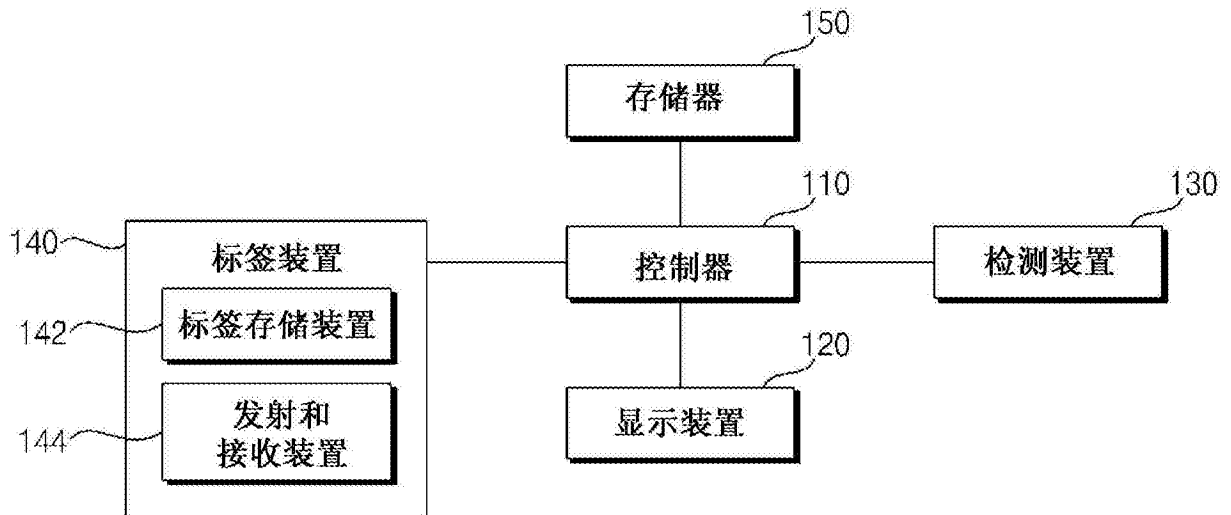 150
存储器
110
130
140
标签装置
控制器
检测装置
142
标签存储装置
120
144
发射和
接收装置
显示装置